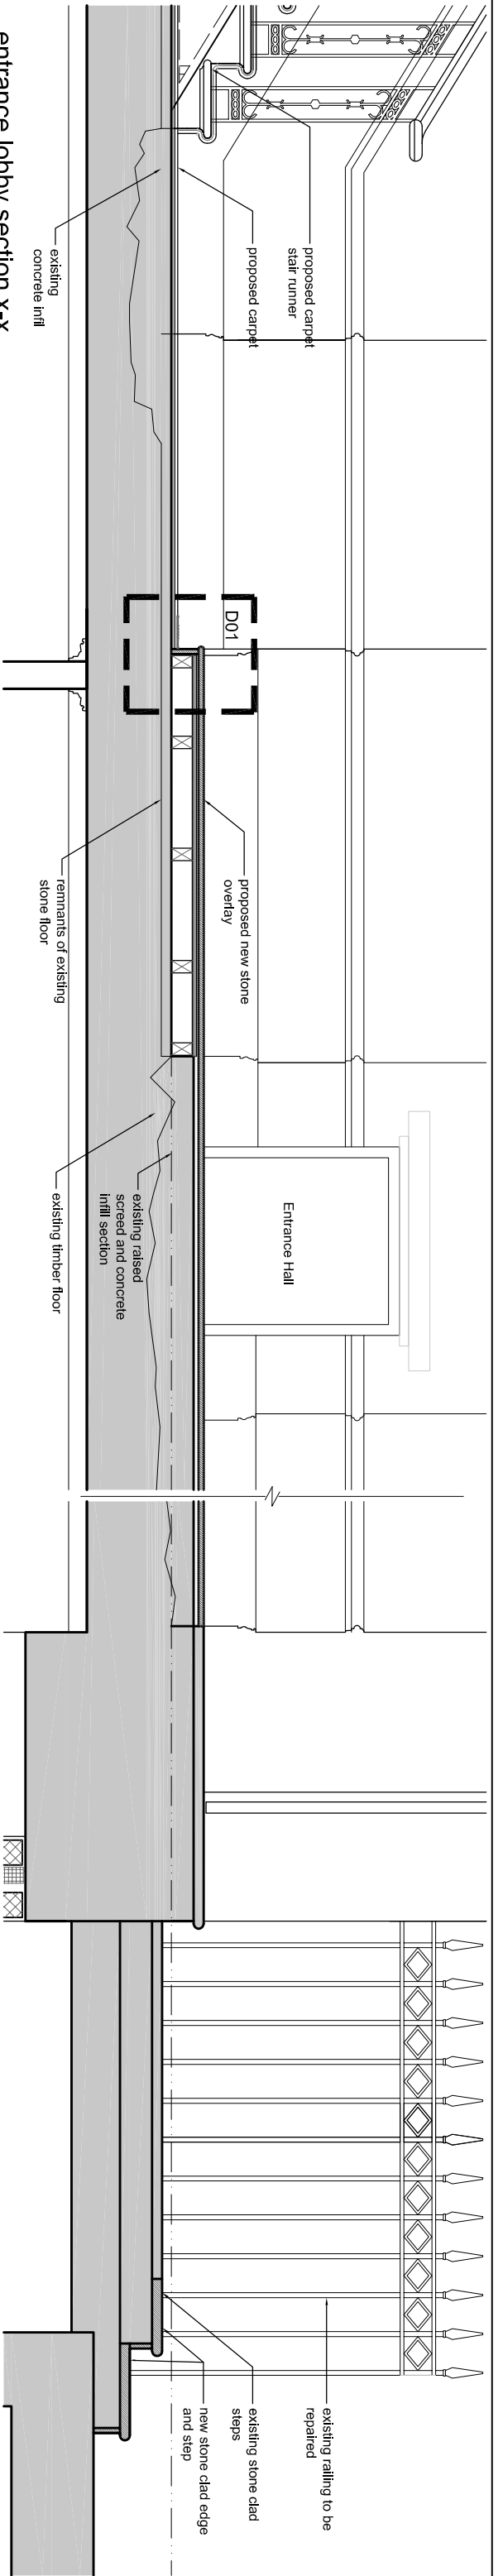 proposed carpet
stair runner
proposed carpet
existing
concrete infil
D01
proposed new stone
overlay
remnants of existing
stone floor
Entrance Hall
existing raised
screed and concrete
infill section
existing timber floor
existing railing to be
repaired
existing stone clad
steps
new stone clad edge
and step
entrance lobby section x-x